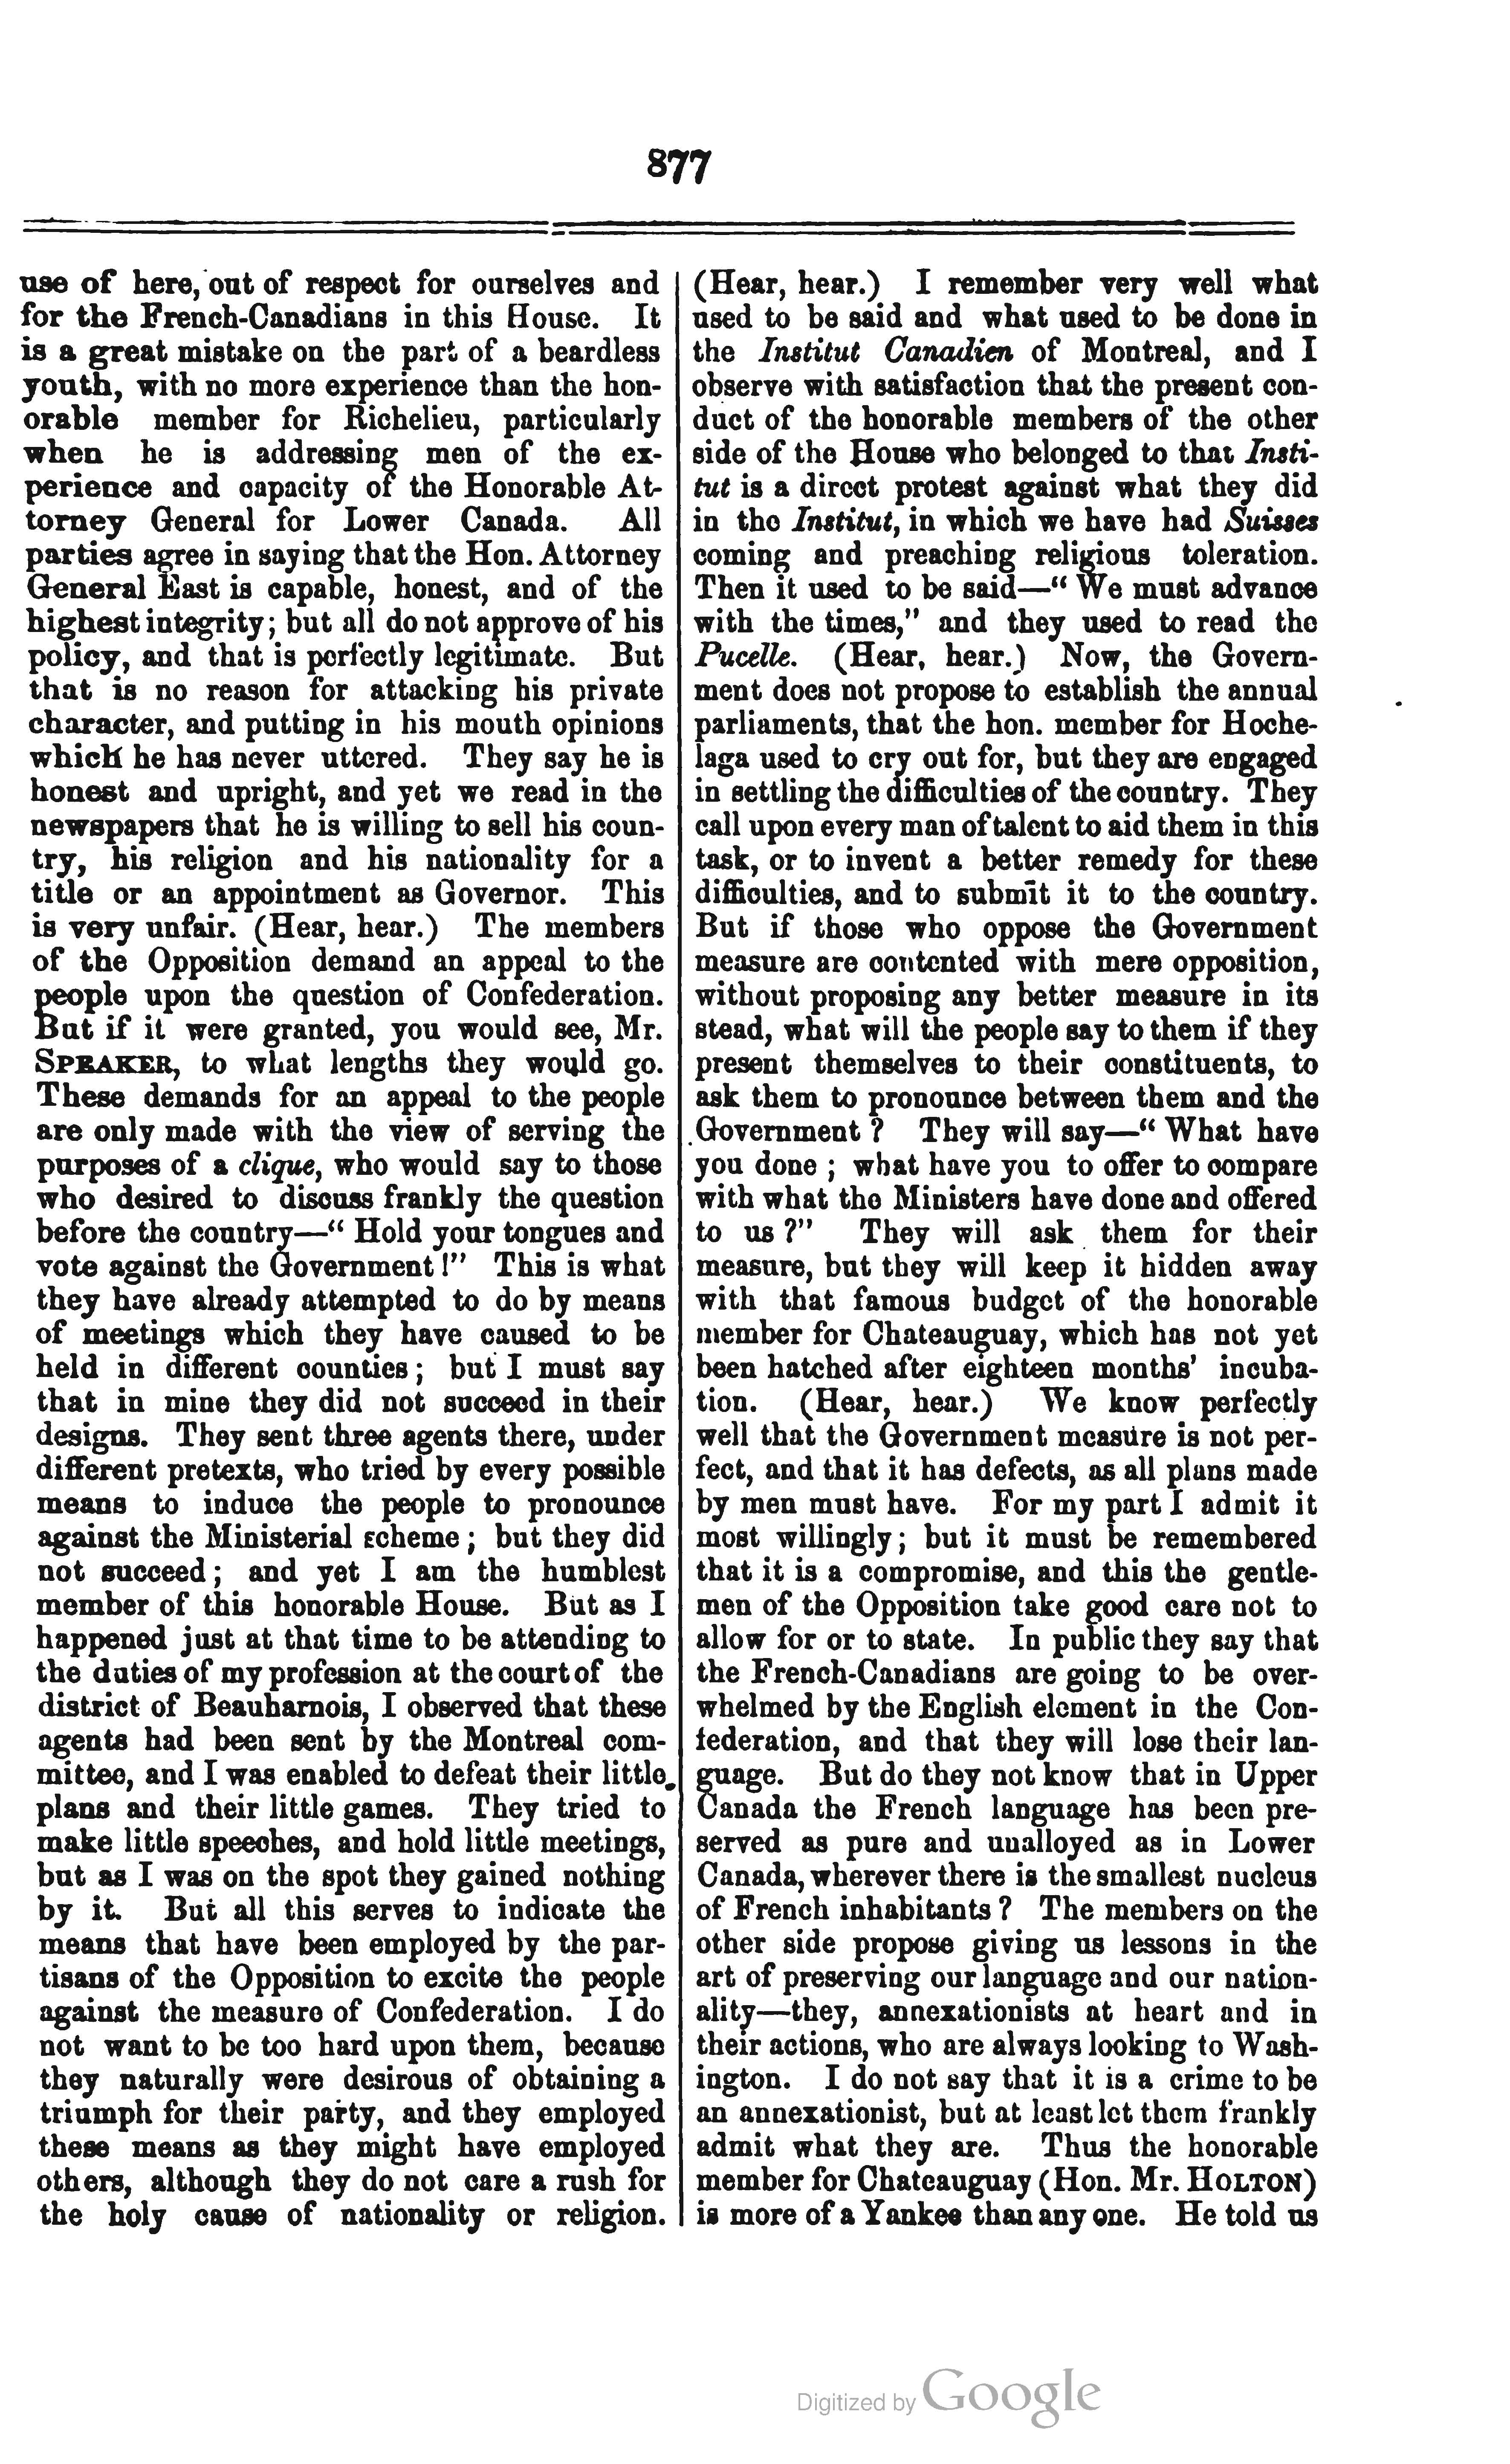 877
use of here, out of respect for ourselves and
for the French-Canadians in this House. It
is a great mistake on the part of a beardless
youth, with no more experience than the hon-
orable member for Richelieu, particularly
when he is addressing men of the ex-
perience and capacity of the Honorable At-
torney General for Lower Canada. All
parties agree in saying that the Hon. Attorney
General East is capable, honest, and of the
highest integrity; but all do not approve of his
policy, and that is perfectly legitimate. But
that is no reason for attacking his private
character, and putting in his mouth opinions
which he has never uttered. They say he is
honest and upright, and yet we read in the
newspapers that he is willing to sell his coun-
try, his religion and his nationality for a
title or an appointment as Governor. This
is very unfair. (Hear, hear.) The members
of the Opposition demand an appeal to the
people upon the question of Confederation.
But if it were granted, you would see, Mr.
SPEAKER, to what lengths they would go.
These demands for an appeal to the people
are only made with the view of serving the
purposes of a clique, who would say to those
who desired to discuss frankly the question
before the country—“ Hold your tongues and
vote against the Government !” This is what
they have already attempted to do by means
of meetings which they have caused to be
held in different counties; but I must say
that in mine they did not succeed in their
designs. They sent three agents there, under
different pretexts, who tried by every possible
means to induce the people to pronounce
against the Ministerial scheme; but they did
not succeed; and yet I am the humblest
member of this honorable House. But as I
happened just at that time to be attending to
the duties of my profession at the court of the
district of Beauharnois, I observed that these
agents had been sent by the Montreal com-
mittee, and I was enabled to defeat their little
plans and their little games. They tried to
make little speeches, and hold little meetings,
but as I was on the spot they gained nothing
by it. But all this serves to indicate the
means that have been employed by the par-
tisans of the Opposition to excite the people
against the measure of Confederation. I do
not want to be too hard upon them, because
they naturally were desirous of obtaining a
triumph for their party, and they employed
these means as they might have employed
others, although they do not care a rush for
the holy cause of nationality or religion.
(Hear, hear.) I remember very well what
used to be said and what used to be done in
the Institut Canadien of Montreal, and I
observe with satisfaction that the present con-
duct of the honorable members of the other
side of the House who belonged to that Insti-
tut is a direct protest against what they did
in the Institut, in which we have had Suisses
coming and preaching religious toleration.
Then it used to be said—“ We must advance
with the times,” and they used to read the
Pucelle. (Hear, hear.) Now, the Govern-
ment does not propose to establish the annual
parliaments, that the hon. member for Hoche-
laga used to cry out for, but they are engaged
in settling the difficulties of the country. They
call upon every man of talent to aid them in this
task, or to invent a better remedy for these
difficulties, and to submit it to the country.
But if those who oppose the Government
measure are contented with mere opposition,
without proposing any better measure in its
stead, what will the people say to them if they
present themselves to their constituents, to
ask them to pronounce between them and the
Government ? They will say—“ What have
you done ; what have you to offer to compare
with what the Ministers have done and offered
to us ?” They will ask them for their
measure, but they will keep it hidden away
with that famous budget of the honorable
member for Chateauguay, which has not yet
been hatched after eighteen months’ incuba-
tion. (Hear, hear.) We know perfectly
well that the Government measure is not per-
fect, and that it has defects, as all plans made
by men must have. For my part I admit it
most willingly; but it must be remembered
that it is a compromise, and this the gentle-
men of the Opposition take good care not to
allow for or to state. In public they say that
the French-Canadians are going to be over-
whelmed by the English element in the Con-
federation, and that they will lose their lan-
guage. But do they not know that in Upper
Canada the French language has been pre-
served as pure and unalloyed as in Lower
Canada, wherever there is the smallest nucleus
of French inhabitants ? The members on the
other side propose giving us lessons in the
art of preserving our language and our nation-
ality—they, annexationists at heart and in
their actions, who are always looking to Wash-
ington. I do not say that it is a crime to be
an annexationist, but at least let them frankly
admit what they are. Thus the honorable
member for Chateauguay (Hon. Mr. HOLTON)
is more of a Yankee than any one. He told us
Digitized by Google